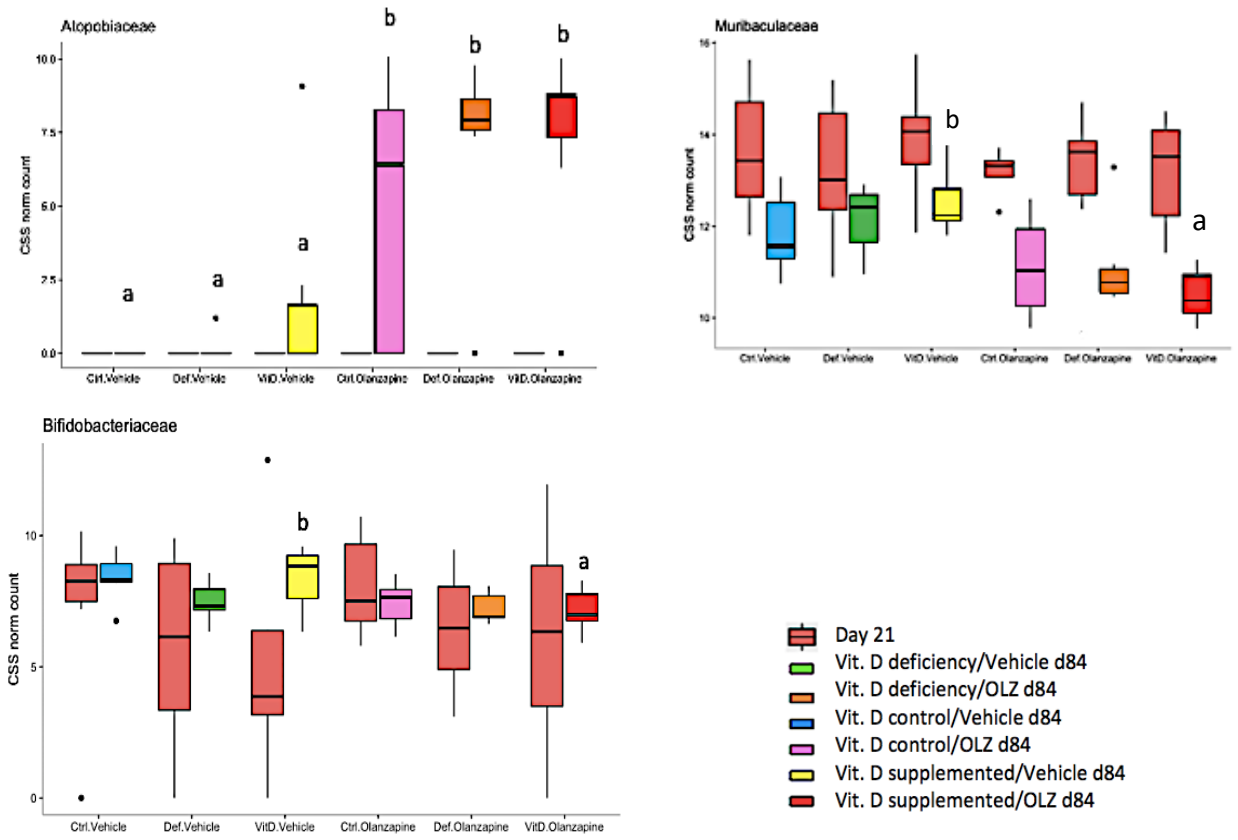 Atopobiaceae
b
b
b
10.0
7.5
CSS norm count
5.0
a
2.5
a
a
0.0
Ctrl.Vehicle
Def.Vehicle
VitD.Vehicle
Ctrl.Olanzapine
Def.Olanzapine
VitD.Olanzapine
Muribaculaceae
16
b
14
CSS norm count
a
12
10
Ctrl.Vehicle
Def.Vehicle
VitD.Vehicle
Ctrl.Olanzapine
Def.Olanzapine
VitD.Olanzapine
Bifidobacteriaceae
b
10
a
CSS norm count
5
0
Ctrl.Vehicle
Def.Vehicle
VitD.Vehicle
Ctrl.Olanzapine
Def.Olanzapine
VitD.Olanzapine
Day 21
Vit. D deficiency/Vehicle d84
Vit. D deficiency/OLZ d84
Vit. D control/Vehicle d84
Vit. D control/OLZ d84
Vit. D supplemented/Vehicle d84
Vit. D supplemented/OLZ d84